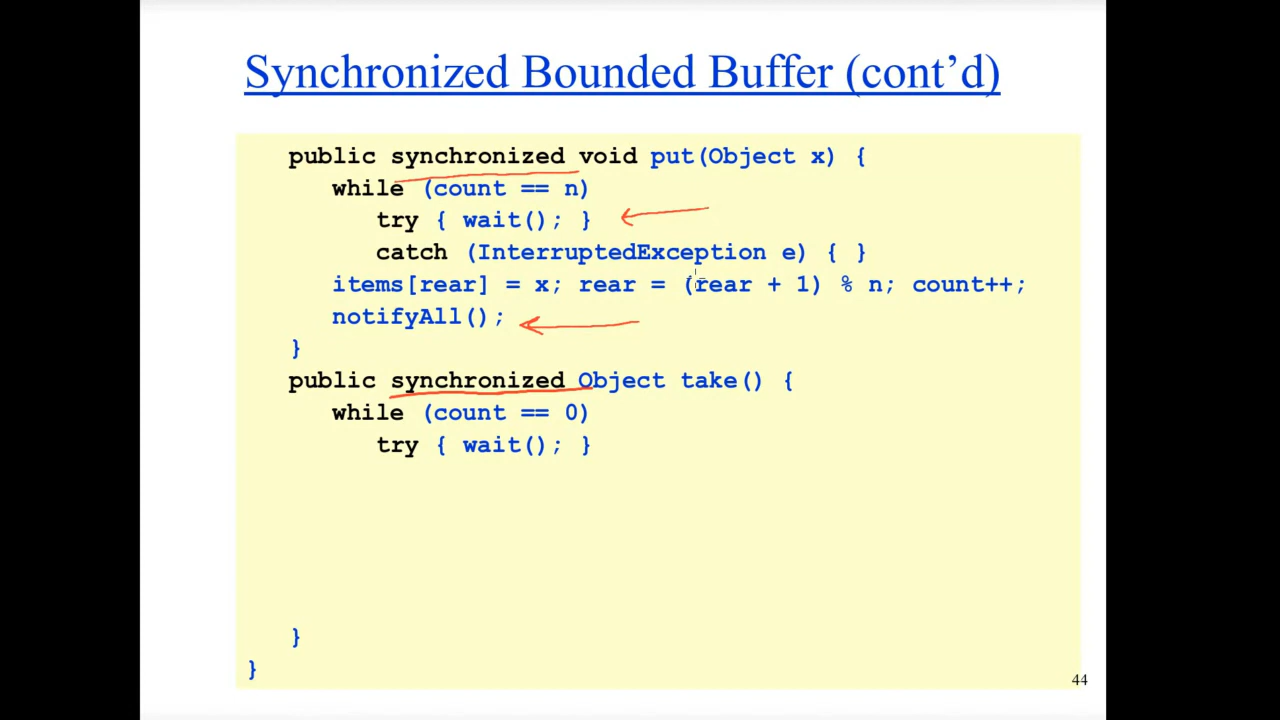 Synchronized Bounded Buffer (cont’d)
public synchronized void put(Object x) {
while (count == n)
try { wait(); }
catch (InterruptedException e) { }
items[rear] = x; rear = (rear + 1) % n; count++;
notifyAll();
}
public synchronized Object take() {
while (count == 0)
try { wait(); }
}
}
44